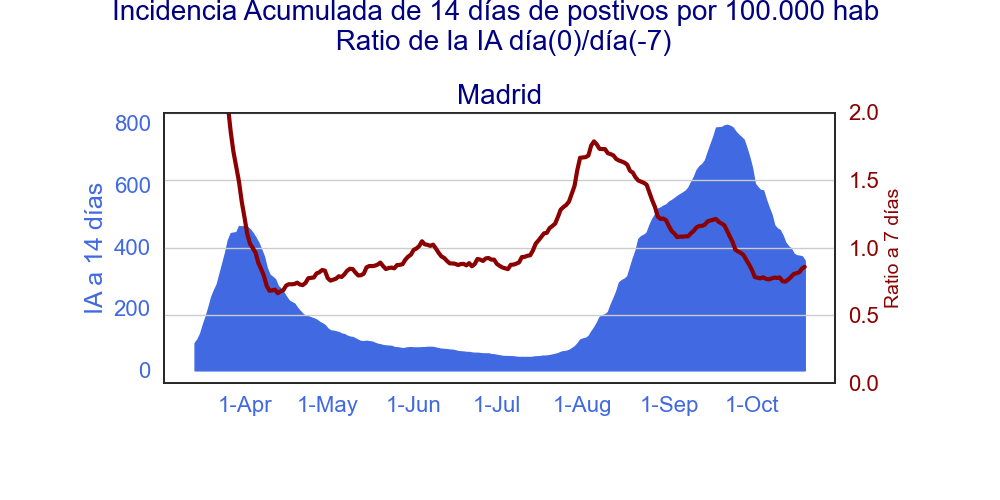 Incidencia Acumulada de 14 días de postivos por 100.000 hab
Ratio de la IA día(0)/día(-7)
Madrid
IA a 14 días
800
600
400
200
0
2.0
1.5
1.0
0.5
0.0
Ratio a 7 días
1-Apr 1-May 1-Jun 1-Jul 1-Aug 1-Sep 1-Oct